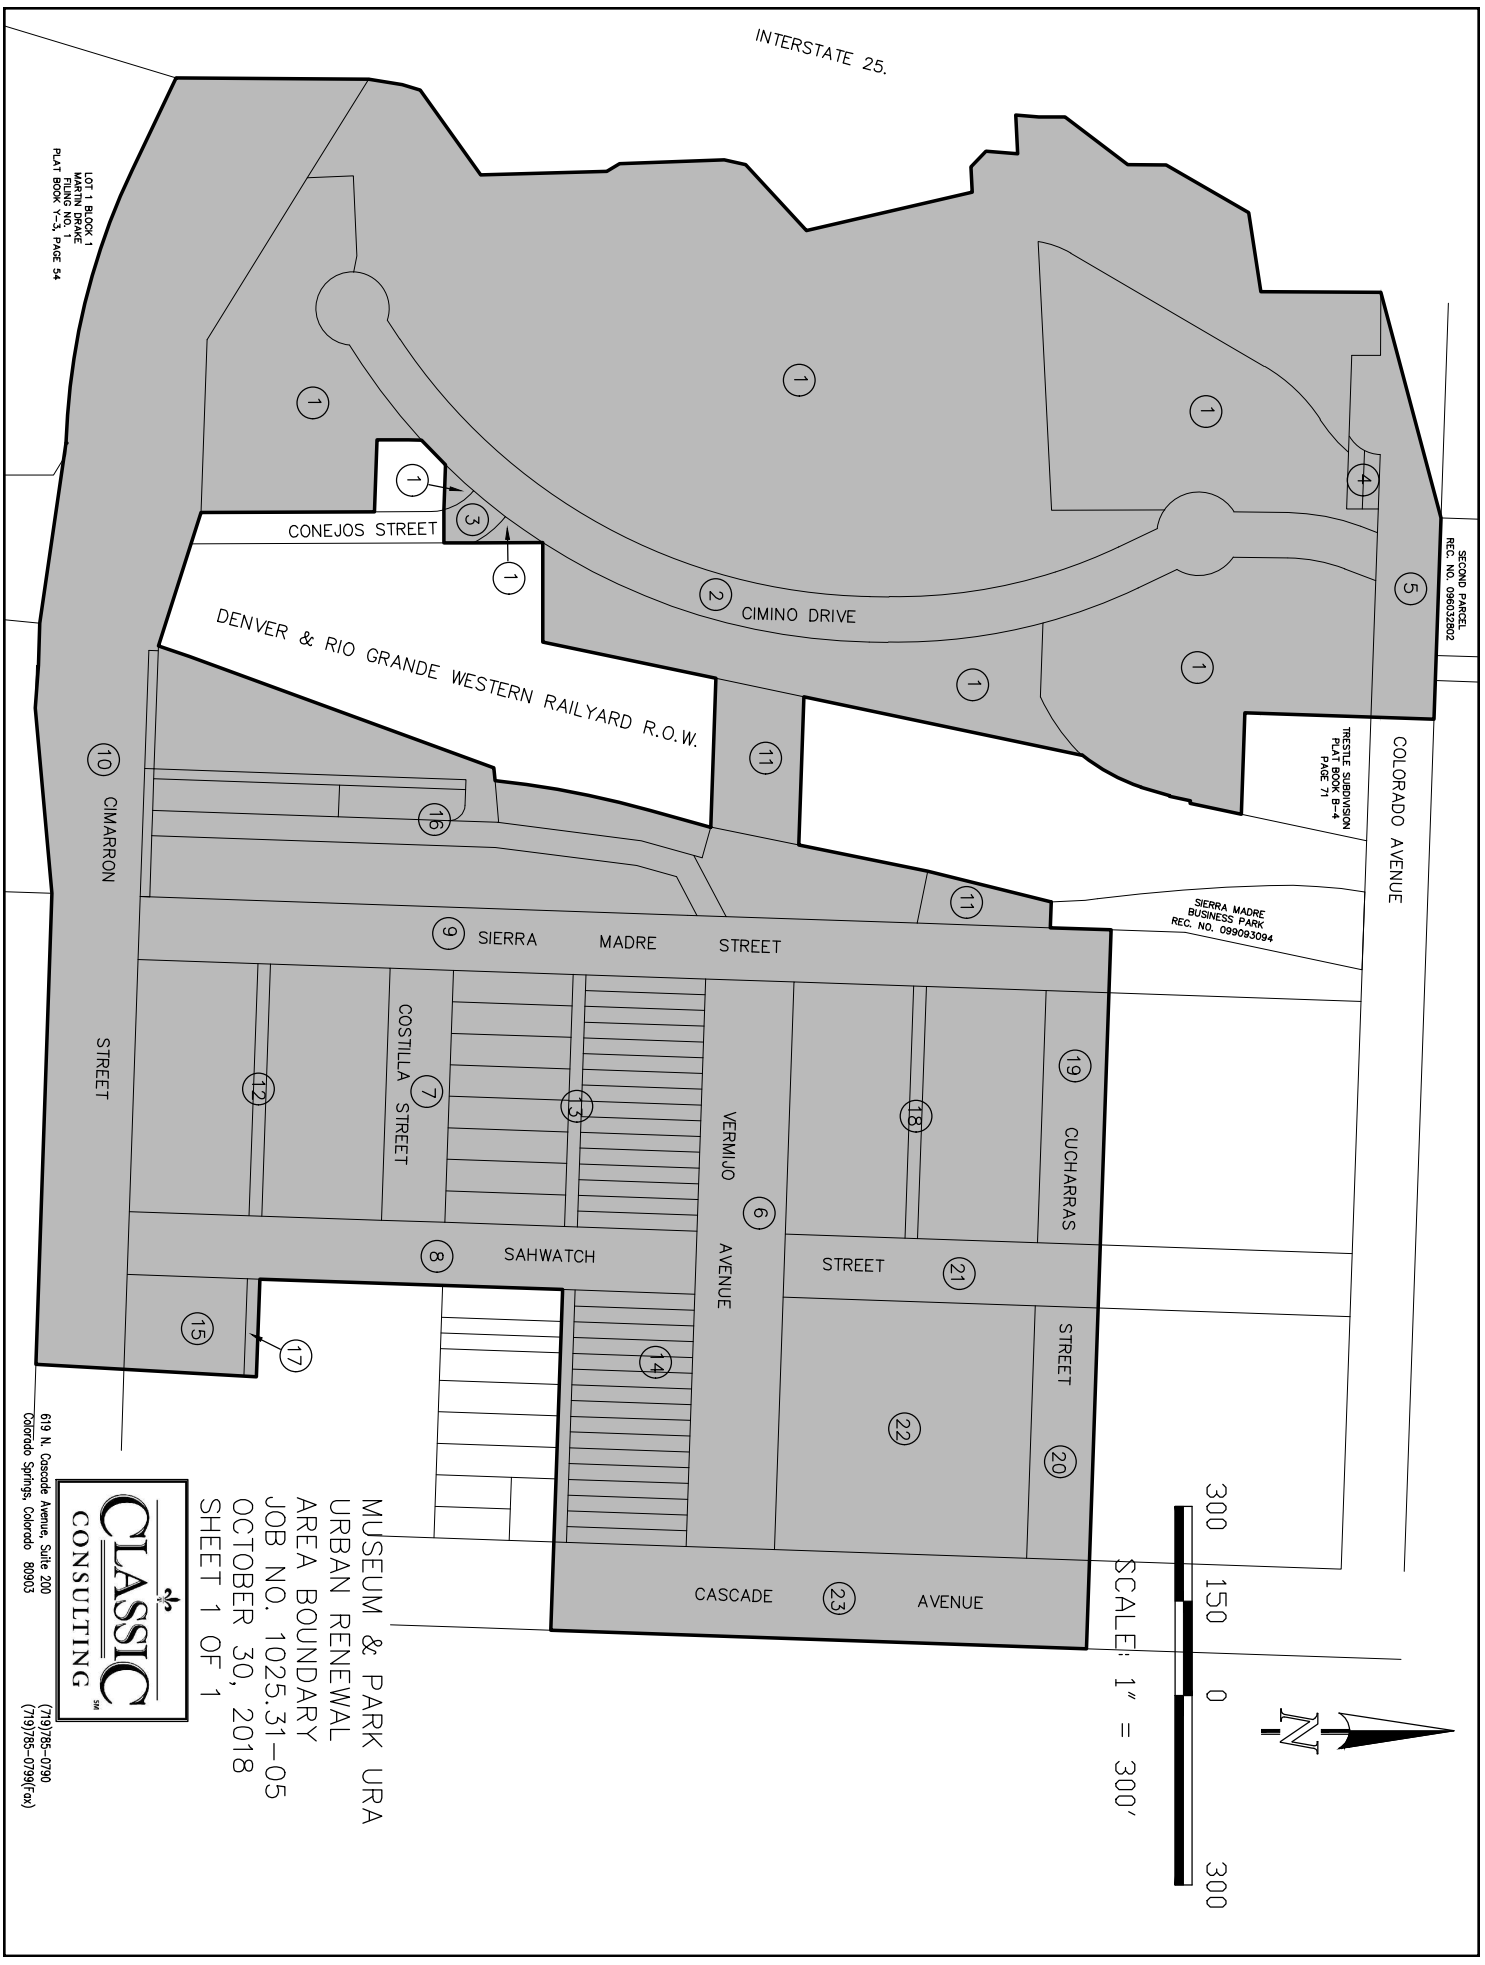 INTERSTATE 25.
LOT 1 BLOCK 1
MARTIN DRAKE
FILING NO. 1
PLAT BOOK Y-3, PAGE 54
1
1
1
4
1
3
1
CONEJOS STREET
2
CIMINO DRIVE
5
SECOND PARCEL
REC. NO. 096032802
1
1
DENVER & RIO GRANDE WESTERN RAILYARD R.O.W.
11
TRESTLE SUBDIVISION
PLAT BOOK B-4
PAGE 71
COLORADO AVENUE
10
CIMARRON
STREET
16
11
SIERRA MADRE
BUSINESS PARK
REC. NO. 099093094
9
SIERRA MADRE STREET
12
COSTILLA STREET
7
13
VERMIJO AVENUE
6
18
19
CUCHARRAS
STREET
20
8
SAHWATCH
STREET
21
15
17
14
22
CASCADE
23
AVENUE
300 150 0 300
SCALE: 1" = 300'
N
MUSEUM & PARK URA
URBAN RENEWAL
AREA BOUNDARY
JOB NO. 1025.31-05
OCTOBER 30, 2018
SHEET 1 OF 1
CLASSIC
CONSULTING
SM
619 N. Cascade Avenue, Suite 200 (719)785-0790
Colorado Springs, Colorado 80903 (719)785-0799(Fax)